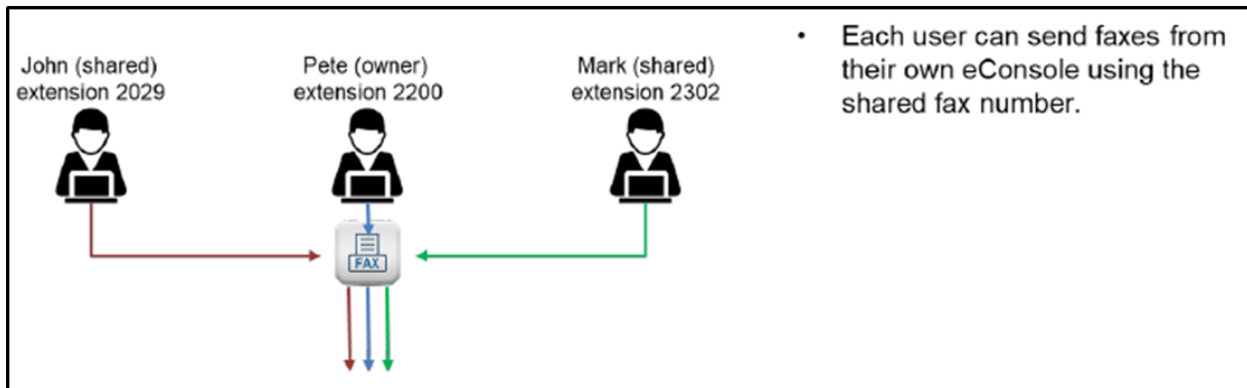 John (shared)
extension 2029
Pete (owner)
extension 2200
Mark (shared)
extension 2302
FAX
• Each user can send faxes from
their own eConsole using the
shared fax number.